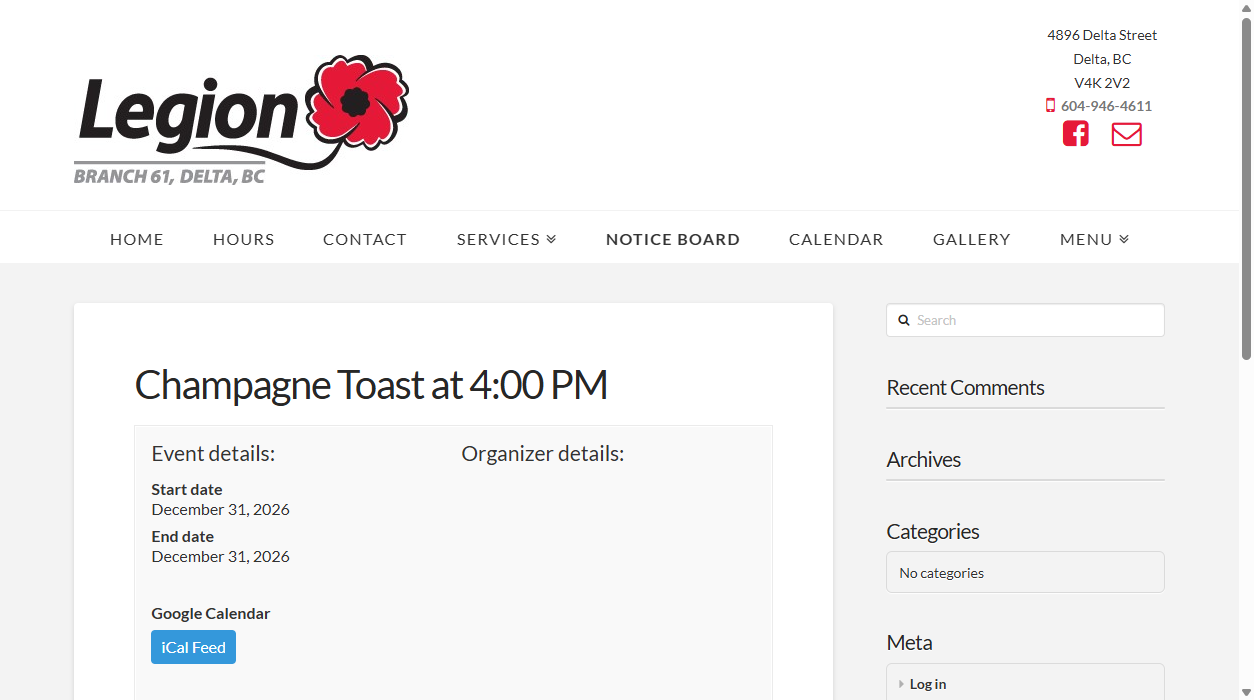 Legion
BRANCH 61, DELTA, BC
4896 Delta Street
Delta, BC
V4K 2V2
604-946-4611
HOME
HOURS
CONTACT
SERVICES
NOTICE BOARD
CALENDAR
GALLERY
MENU
Champagne Toast at 4:00 PM
Event details:
Start date
December 31, 2026
End date
December 31, 2026
Google Calendar
iCal Feed
Organizer details:
Search
Recent Comments
Archives
Categories
No categories
Meta
Log in